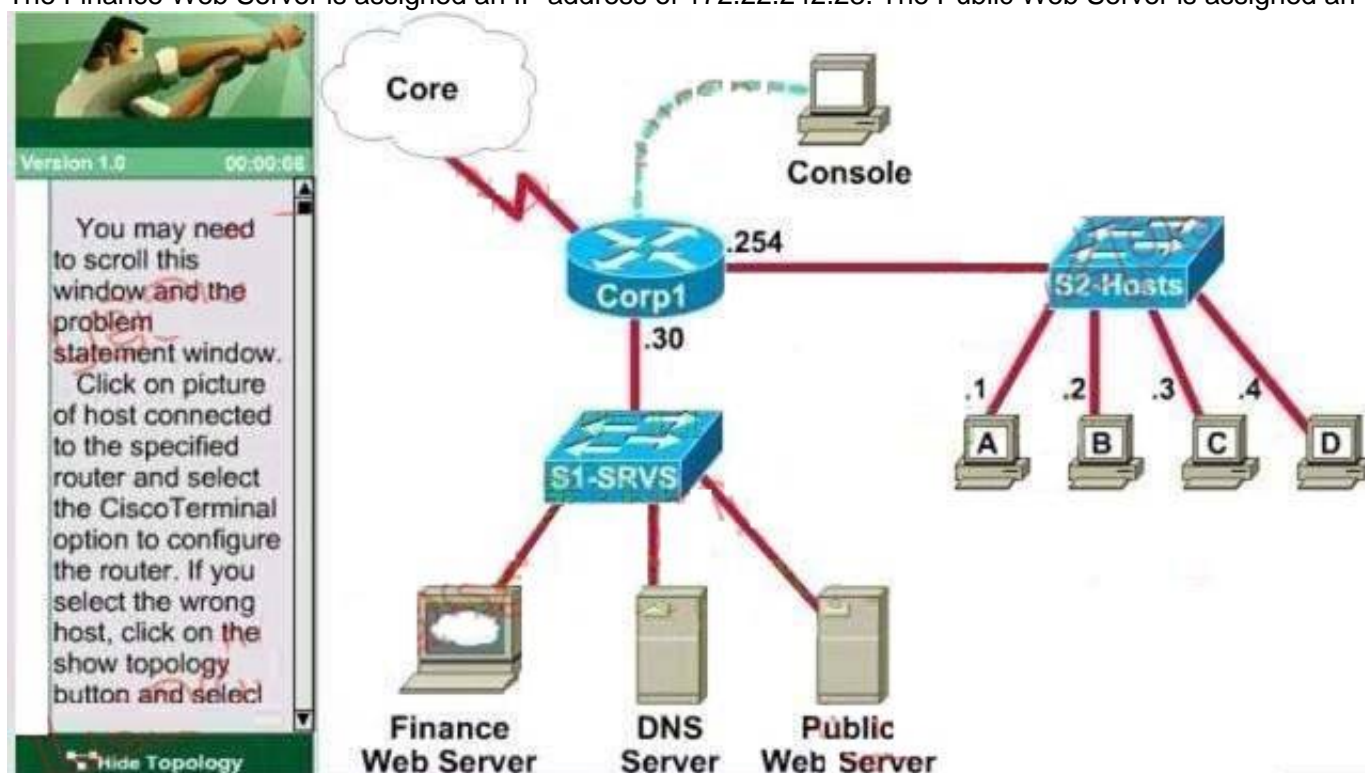 The Finance Web Server is assigned an IP address of 172.22.242.23. The Public Web Server is assigned an
Version 1.0 00:00:08
You may need
to scroll this
window and the
problem
statement window.
Click on picture
of host connected
to the specified
router and select
the CiscoTerminal
option to configure
the router. If you
select the wrong
host, click on the
show topology
button and select
Hide Topology
Core
Console
.254
Corp1
S2-Hosts
.30
.1 .2 .3 .4
A B C D
S1-SRVS
Finance
Web Server
DNS
Server
Public
Web Server